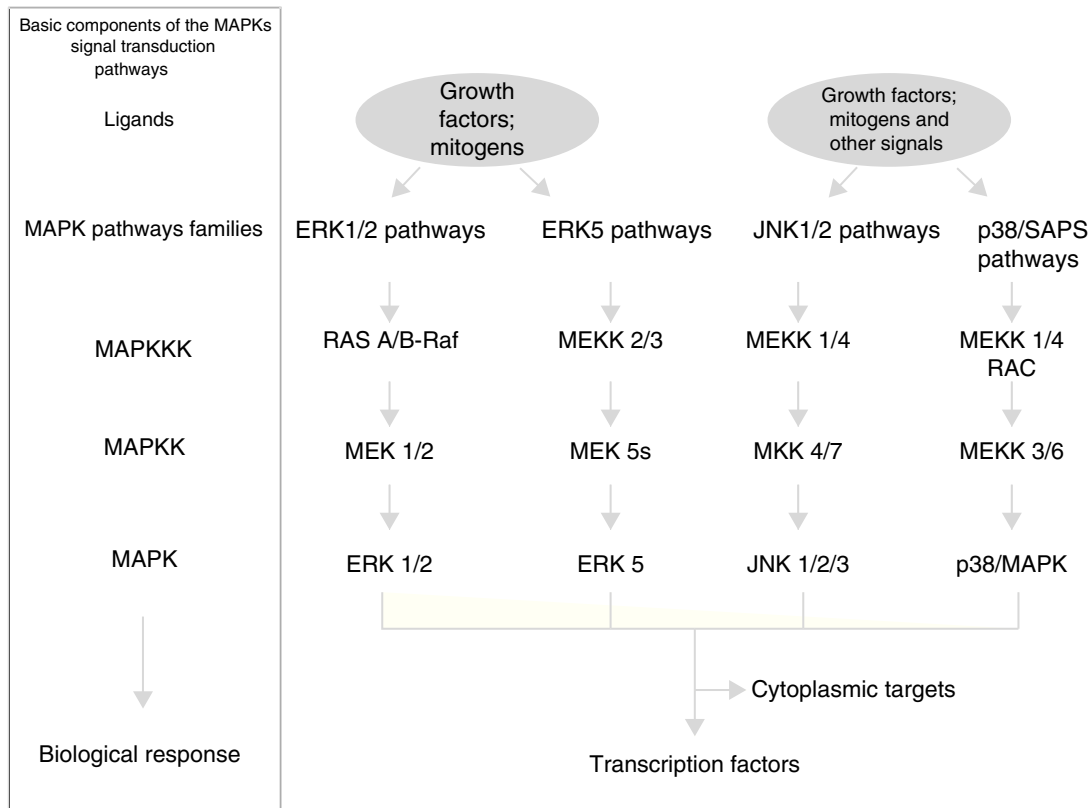 Basic components of the MAPKs
signal transduction
pathways
Ligands
Growth
factors;
mitogens
Growth factors;
mitogens and
other signals
MAPK pathways families
ERK1/2 pathways
ERK5 pathways
JNK1/2 pathways
p38/SAPS
pathways
MAPKKK
RAS A/B-Raf
MEKK 2/3
MEKK 1/4
MEKK 1/4
RAC
MAPKK
MEK 1/2
MEK 5s
MKK 4/7
MEKK 3/6
MAPK
ERK 1/2
ERK 5
JNK 1/2/3
p38/MAPK
Cytoplasmic targets
Biological response
Transcription factors